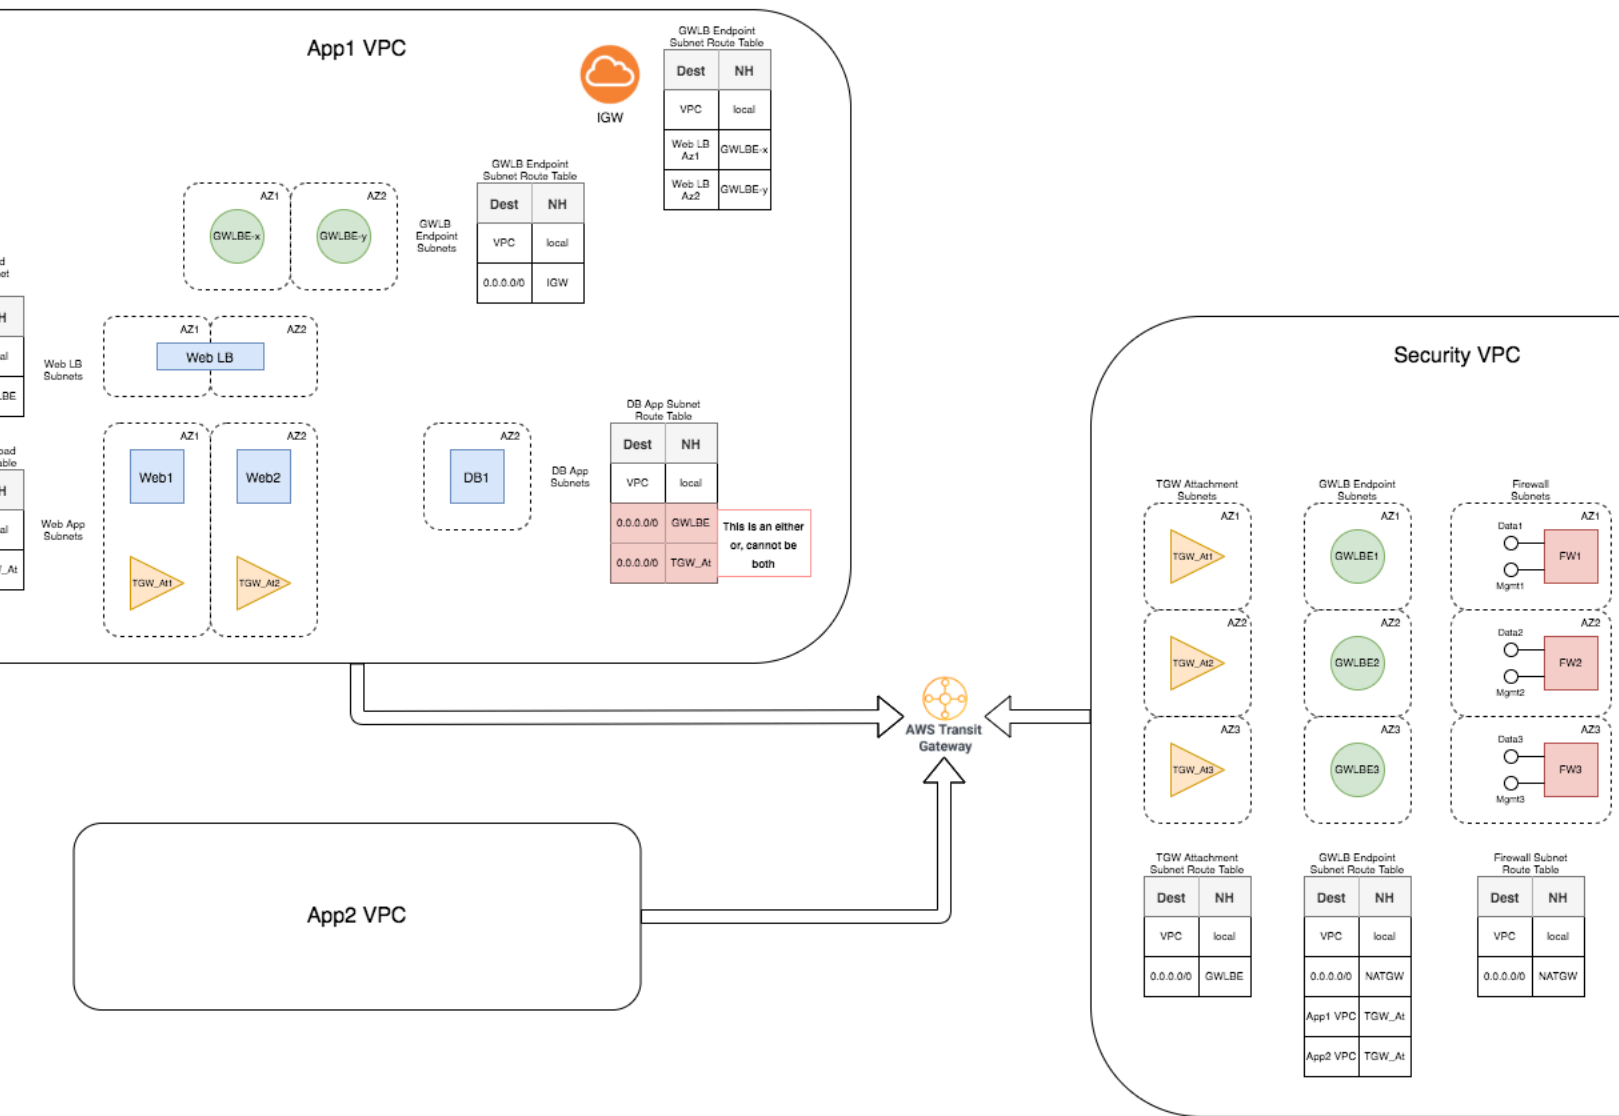 App1 VPC
IGW
GWLB Endpoint
Subnet Route Table
Dest NH
VPC local
Web LB
Az1
GWLBE-x
Web LB
Az2
GWLBE-y
AZ1
GWLBE-x
AZ2
GWLBE-y
GWLB
Endpoint
Subnets
GWLB Endpoint
Subnet Route Table
Dest NH
VPC local
0.0.0.0/0 IGW
Web LB
Subnets
AZ1
AZ2
Web LB
Web App
Subnets
AZ1
Web1
TGW_At1
AZ2
Web2
TGW_At2
AZ2
DB1
DB App
Subnets
DB App Subnet
Route Table
Dest NH
VPC local
0.0.0.0/0 GWLBE
0.0.0.0/0 TGW_At
This is an either
or, cannot be
both
AWS Transit
Gateway
App2 VPC
Security VPC
TGW Attachment
Subnets
AZ1
TGW_At1
AZ2
TGW_At2
AZ3
TGW_At3
GWLB Endpoint
Subnets
AZ1
GWLBE1
AZ2
GWLBE2
AZ3
GWLBE3
Firewall
Subnets
AZ1
Data1
Mgmt1
FW1
AZ2
Data2
Mgmt2
FW2
AZ3
Data3
Mgmt3
FW3
TGW Attachment
Subnet Route Table
Dest NH
VPC local
0.0.0.0/0 GWLBE
GWLB Endpoint
Subnet Route Table
Dest NH
VPC local
0.0.0.0/0 NATGW
App1 VPC TGW_At
App2 VPC TGW_At
Firewall Subnet
Route Table
Dest NH
VPC local
0.0.0.0/0 NATGW